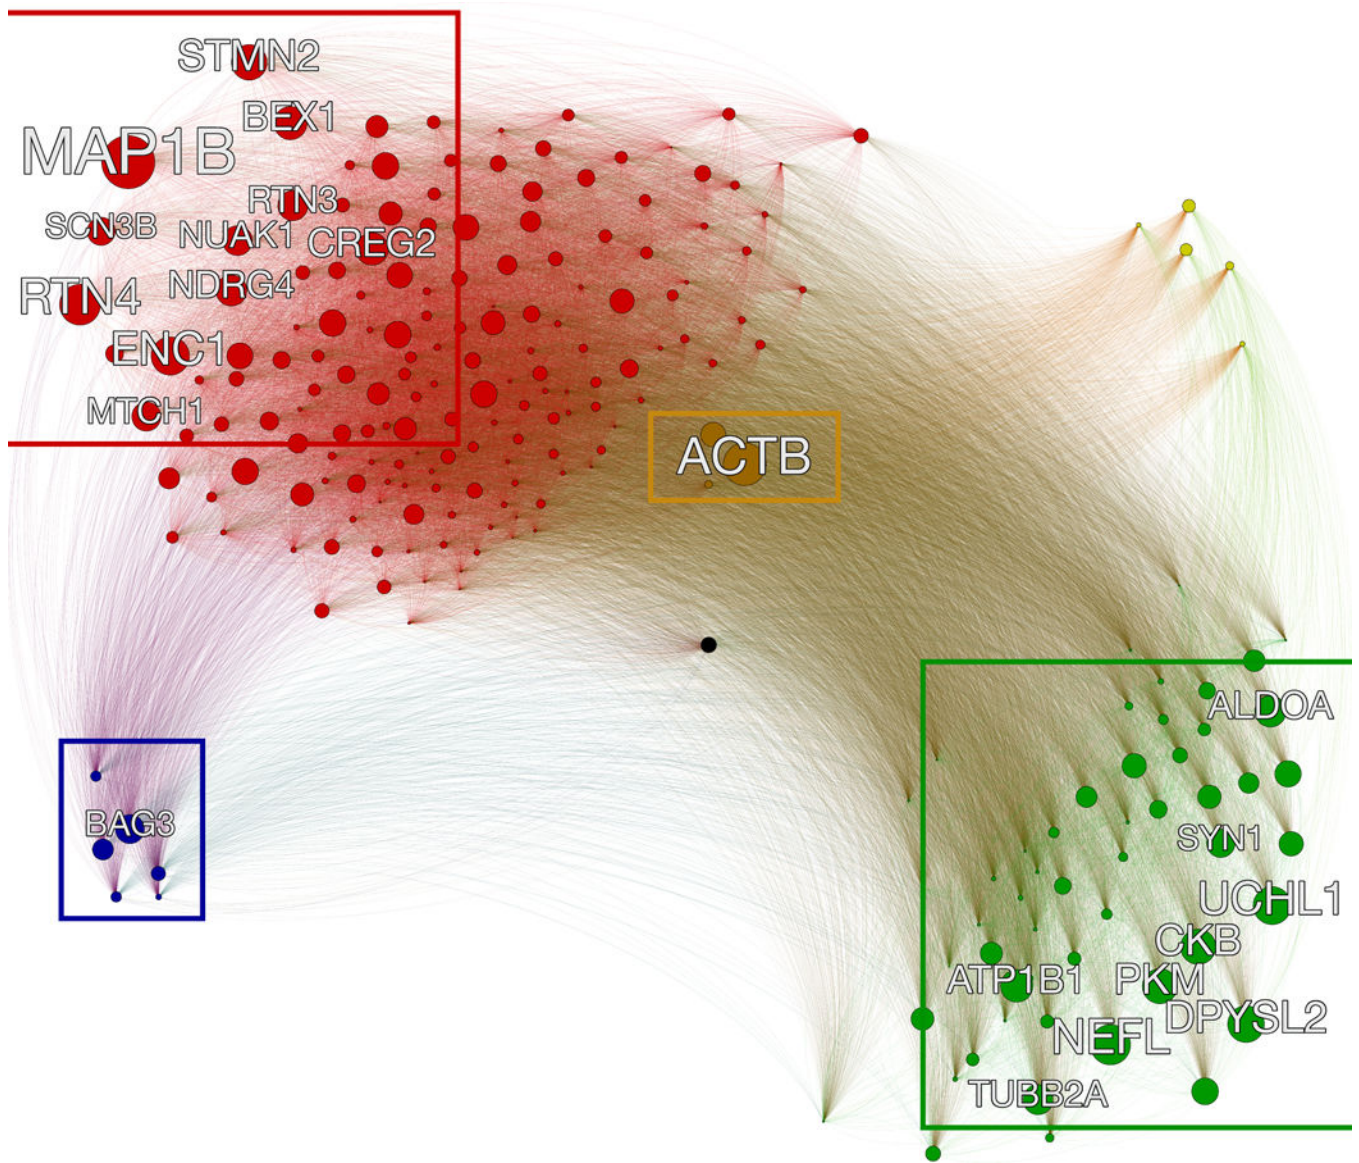 STMN2
BEX1
MAP1B
RTN3
SCN3B
NUAK1
CREG2
NDRG4
RTN4
ENC1
MTCH1
ACTB
ALDOA
BAG3
SYN1
UCHL1
CKB
ATP1B1
PKM
DPYSL2
NEFL
TUBB2A